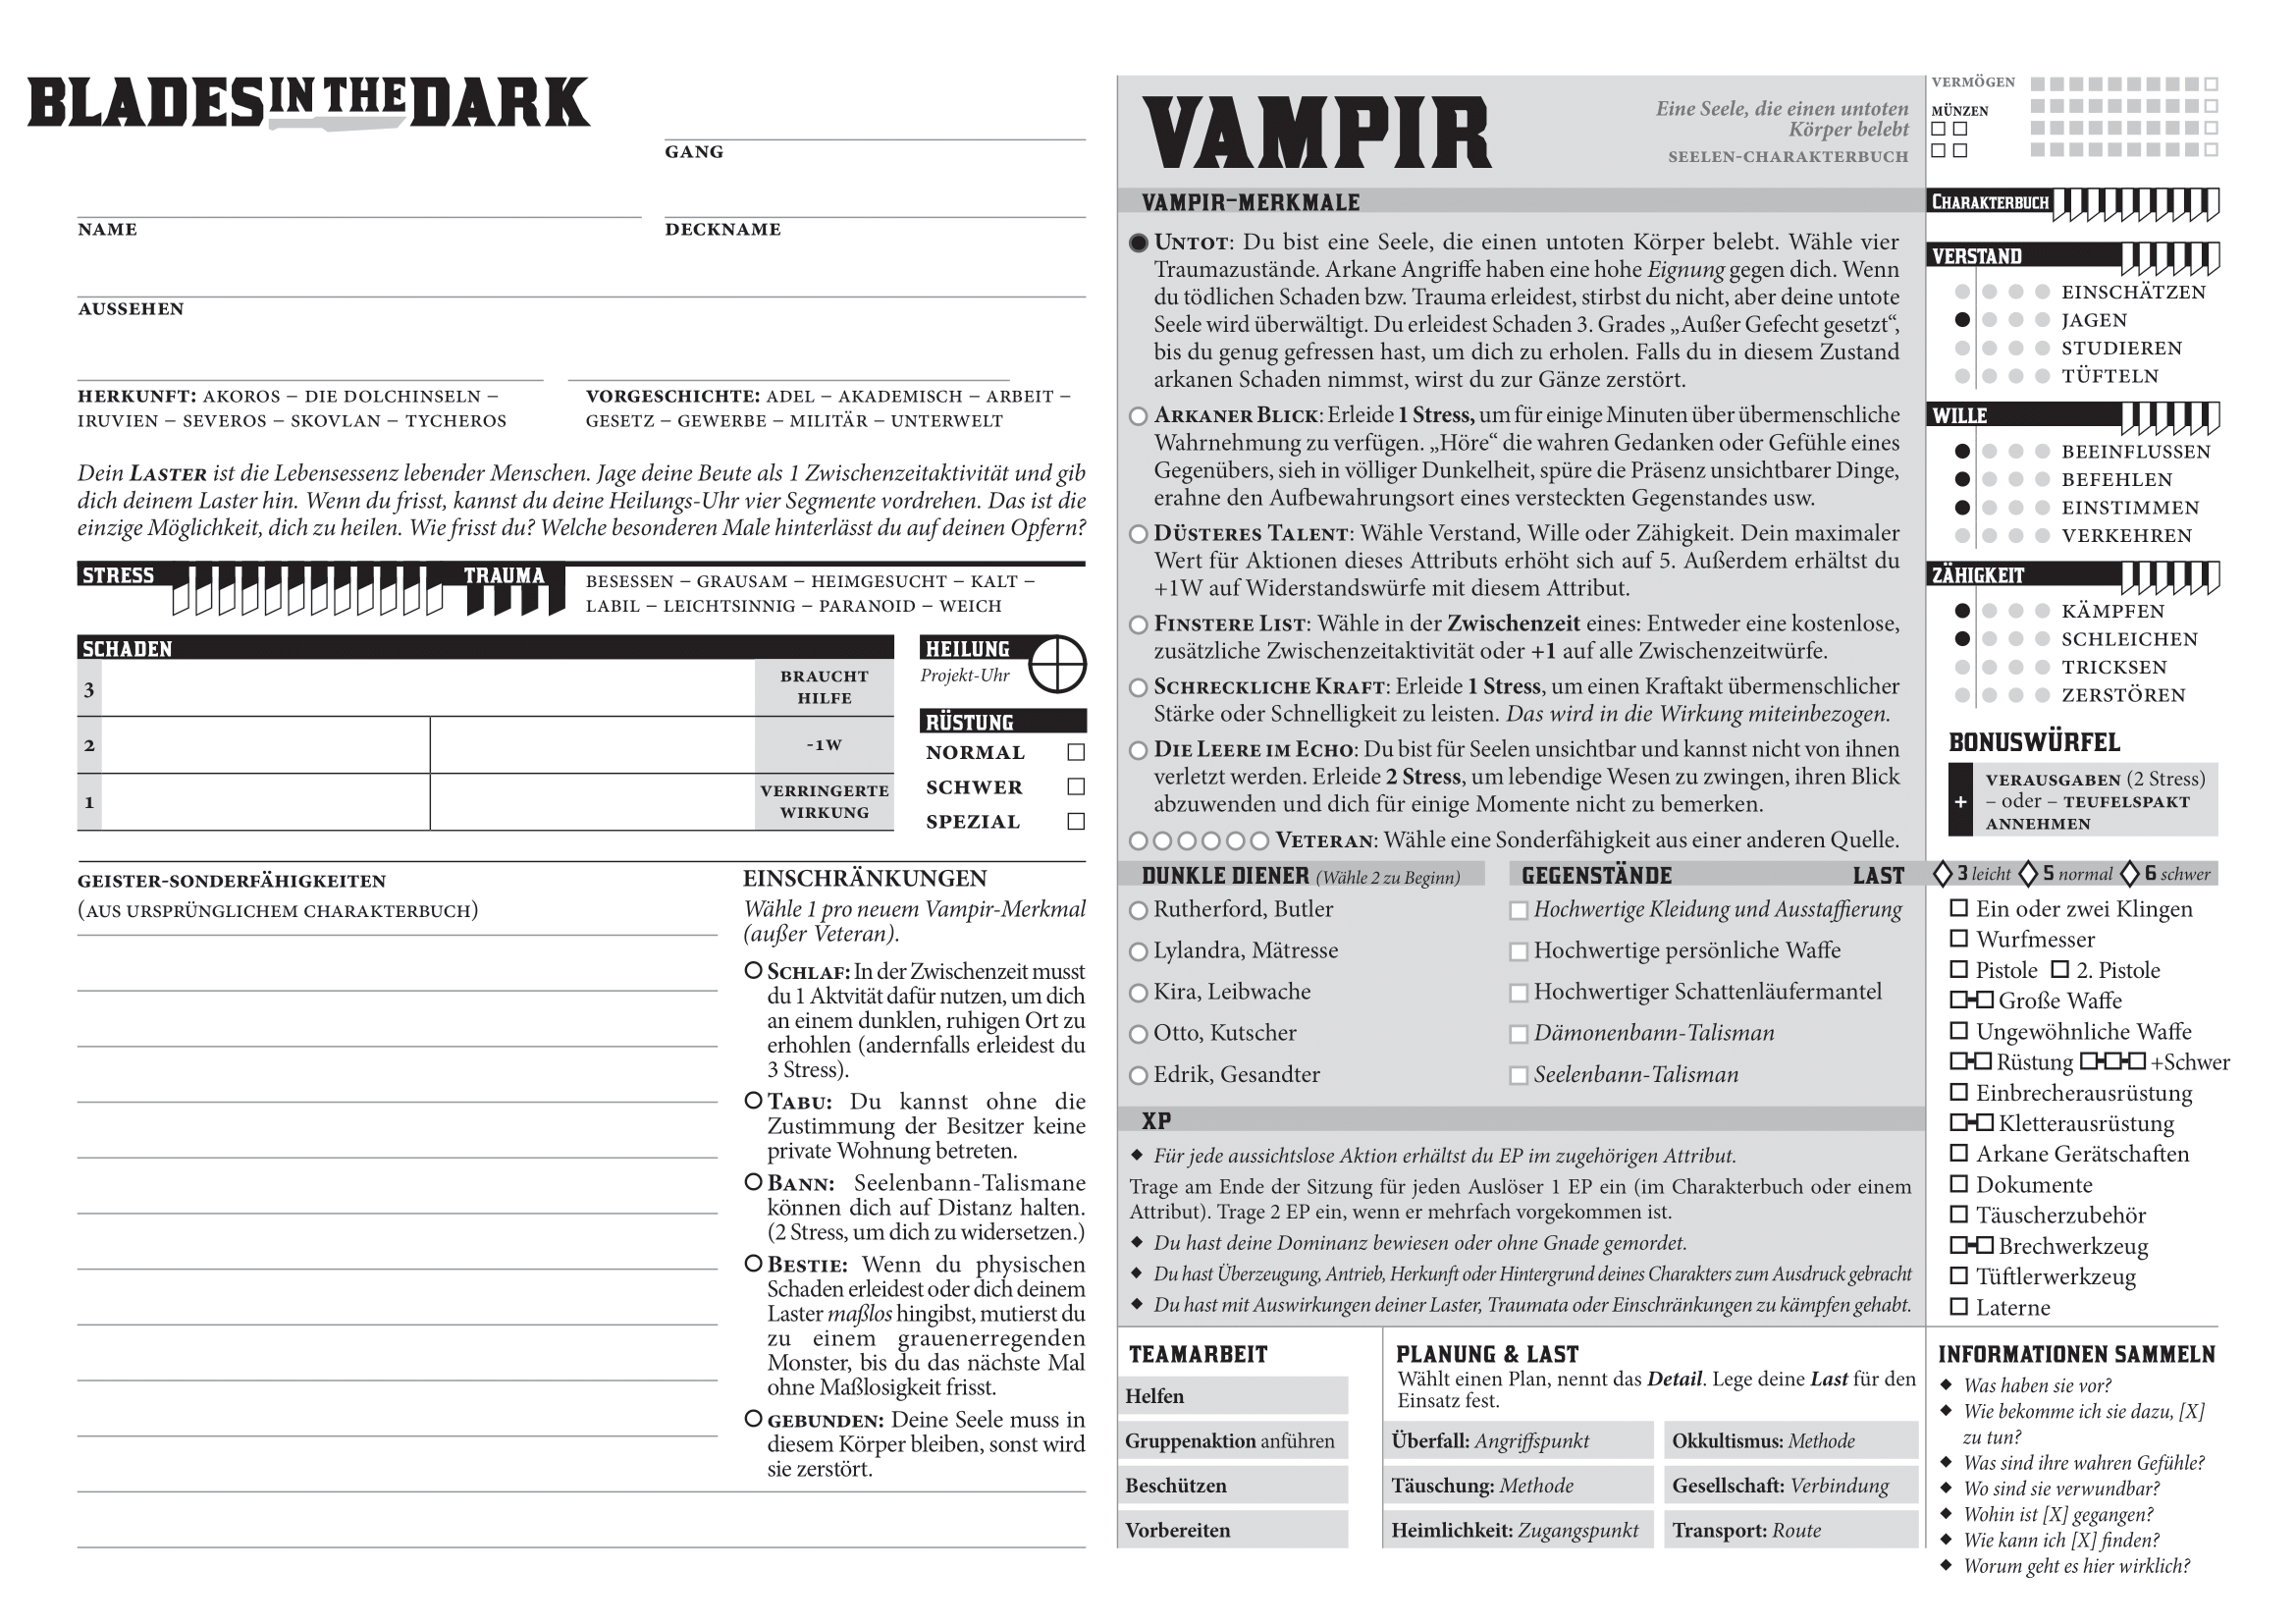 BLADES IN THE DARK
GANG
NAME
DECKNAME
AUSSEHEN
HERKUNFT: AKOROS – DIE DOLCHINSELN –
IRUVIEN – SEVEROS – SKOVLAN – TYCHEROS
VORGESCHICHTE: ADEL – AKADEMISCH – ARBEIT –
GESETZ – GEWERBE – MILITÄR – UNTERWELT
Dein LASTER ist die Lebensessenz lebender Menschen. Jage deine Beute als 1 Zwischenzeitaktivität und gib
dich deinem Laster hin. Wenn du frisst, kannst du deine Heilungs-Uhr vier Segmente vordrehen. Das ist die
einzige Möglichkeit, dich zu heilen. Wie frisst du? Welche besonderen Male hinterlässt du auf deinen Opfern?
STRESS
TRAUMA
BESESSEN – GRAUSAM – HEIMGESUCHT – KALT –
LABIL – LEICHTSINNIG – PARANOID – WEICH
SCHADEN
3
BRAUCHT
HILFE
2
-1W
1
VERRINGERTE
WIRKUNG
HEILUNG
Projekt-Uhr
RÜSTUNG
NORMAL
SCHWER
SPEZIAL
GEISTER-SONDERFÄHIGKEITEN
(AUS URSPRÜNGLICHEM CHARAKTERBUCH)
EINSCHRÄNKUNGEN
Wähle 1 pro neuem Vampir-Merkmal
(außer Veteran).
SCHLAF: In der Zwischenzeit musst
du 1 Aktvität dafür nutzen, um dich
an einem dunklen, ruhigen Ort zu
erhohlen (andernfalls erleidest du
3 Stress).
TABU: Du kannst ohne die
Zustimmung der Besitzer keine
private Wohnung betreten.
BANN: Seelenbann-Talismane
können dich auf Distanz halten.
(2 Stress, um dich zu widersetzen.)
BESTIE: Wenn du physischen
Schaden erleidest oder dich deinem
Laster maßlos hingibst, mutierst du
zu einem grauenerregenden
Monster, bis du das nächste Mal
ohne Maßlosigkeit frisst.
GEBUNDEN: Deine Seele muss in
diesem Körper bleiben, sonst wird
sie zerstört.
VAMPIR
Eine Seele, die einen untoten
Körper belebt
SEELEN-CHARAKTERBUCH
VAMPIR-MERKMALE
UNTOT: Du bist eine Seele, die einen untoten Körper belebt. Wähle vier
Traumazustände. Arkane Angriffe haben eine hohe Eignung gegen dich. Wenn
du tödlichen Schaden bzw. Trauma erleidest, stirbst du nicht, aber deine untote
Seele wird überwältigt. Du erleidest Schaden 3. Grades „Außer Gefecht gesetzt“,
bis du genug gefressen hast, um dich zu erholen. Falls du in diesem Zustand
arkanen Schaden nimmst, wirst du zur Gänze zerstört.
ARKANER BLICK: Erleide 1 Stress, um für einige Minuten über übermenschliche
Wahrnehmung zu verfügen. „Höre“ die wahren Gedanken oder Gefühle eines
Gegenübers, sieh in völliger Dunkelheit, spüre die Präsenz unsichtbarer Dinge,
erahne den Aufbewahrungsort eines versteckten Gegenstandes usw.
DÜSTERES TALENT: Wähle Verstand, Wille oder Zähigkeit. Dein maximaler
Wert für Aktionen dieses Attributs erhöht sich auf 5. Außerdem erhältst du
+1W auf Widerstandswürfe mit diesem Attribut.
FINSTERE LIST: Wähle in der Zwischenzeit eines: Entweder eine kostenlose,
zusätzliche Zwischenzeitaktivität oder +1 auf alle Zwischenzeitwürfe.
SCHRECKLICHE KRAFT: Erleide 1 Stress, um einen Kraftakt übermenschlicher
Stärke oder Schnelligkeit zu leisten. Das wird in die Wirkung miteinbezogen.
DIE LEERE IM ECHO: Du bist für Seelen unsichtbar und kannst nicht von ihnen
verletzt werden. Erleide 2 Stress, um lebendige Wesen zu zwingen, ihren Blick
abzuwenden und dich für einige Momente nicht zu bemerken.
VETERAN: Wähle eine Sonderfähigkeit aus einer anderen Quelle.
DUNKLE DIENER (Wähle 2 zu Beginn)
Rutherford, Butler
Lylandra, Mätresse
Kira, Leibwache
Otto, Kutscher
Edrik, Gesandter
GEGENSTÄNDE
LAST
3 leicht 5 normal 6 schwer
Hochwertige Kleidung und Ausstaffierung
Hochwertige persönliche Waffe
Hochwertiger Schattenläufermantel
Dämonenbann-Talisman
Seelenbann-Talisman
XP
◆ Für jede aussichtslose Aktion erhältst du EP im zugehörigen Attribut.
Trage am Ende der Sitzung für jeden Auslöser 1 EP ein (im Charakterbuch oder einem
Attribut). Trage 2 EP ein, wenn er mehrfach vorgekommen ist.
◆ Du hast deine Dominanz bewiesen oder ohne Gnade gemordet.
◆ Du hast Überzeugung, Antrieb, Herkunft oder Hintergrund deines Charakters zum Ausdruck gebracht
◆ Du hast mit Auswirkungen deiner Laster, Traumata oder Einschränkungen zu kämpfen gehabt.
TEAMARBEIT
Helfen
Gruppenaktion anführen
Beschützen
Vorbereiten
PLANUNG & LAST
Wählt einen Plan, nennt das Detail. Lege deine Last für den
Einsatz fest.
Überfall: Angriffspunkt
Okkultismus: Methode
Täuschung: Methode
Gesellschaft: Verbindung
Heimlichkeit: Zugangspunkt
Transport: Route
VERMÖGEN
MÜNZEN
CHARAKTERBUCH
VERSTAND
EINSCHÄTZEN
JAGEN
STUDIEREN
TÜFTELN
WILLE
BEEINFLUSSEN
BEFEHLEN
EINSTIMMEN
VERKEHREN
ZÄHIGKEIT
KÄMPFEN
SCHLEICHEN
TRICKSEN
ZERSTÖREN
BONUSWÜRFEL
+
VERAUSGABEN (2 Stress)
– oder – TEUFELSPAKT
ANNEHMEN
Ein oder zwei Klingen
Wurfmesser
Pistole 2. Pistole
Große Waffe
Ungewöhnliche Waffe
Rüstung +Schwer
Einbrecherausrüstung
Kletterausrüstung
Arkane Gerätschaften
Dokumente
Täuscherzubehör
Brechwerkzeug
Tüftlerwerkzeug
Laterne
INFORMATIONEN SAMMELN
◆ Was haben sie vor?
◆ Wie bekomme ich sie dazu, [X]
zu tun?
◆ Was sind ihre wahren Gefühle?
◆ Wo sind sie verwundbar?
◆ Wohin ist [X] gegangen?
◆ Wie kann ich [X] finden?
◆ Worum geht es hier wirklich?